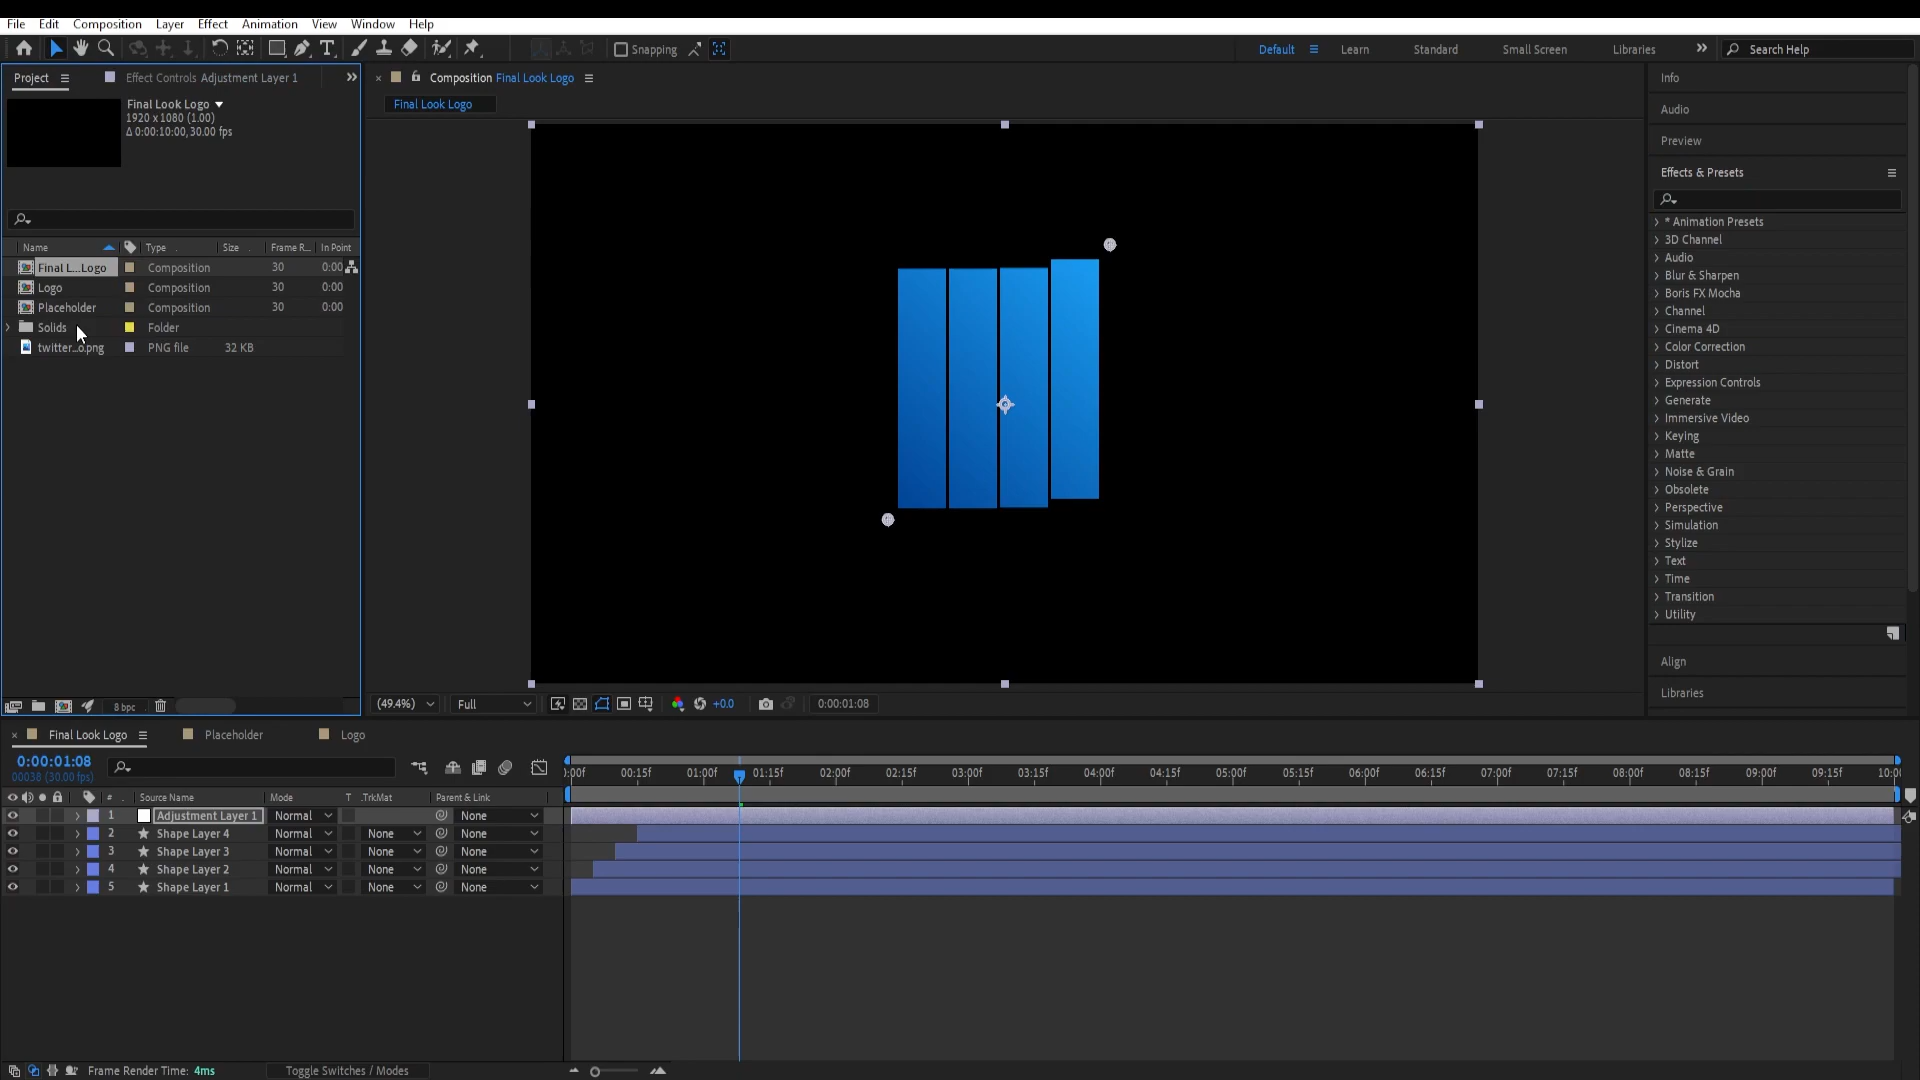 File Edit Composition Layer Effect Animation View Window Help
Snapping
Default Learn Standard Small Screen Libraries Search Help
Project Effect Controls Adjustment Layer 1
Composition Final Look Logo
Final Look Logo
Final Look Logo
1920 x 1080 (1.00)
Δ 0:00:10:00, 30.00 fps
Name Type Size Frame R... In Point
Final L...Logo Composition 30 0:00
Logo Composition 30 0:00
Placeholder Composition 30 0:00
Solids Folder
twitter...o.png PNG file 32 KB
8 bpc
(49.4%) Full +0.0 0:00:01:08
Info
Audio
Preview
Effects & Presets
* Animation Presets
3D Channel
Audio
Blur & Sharpen
Boris FX Mocha
Channel
Cinema 4D
Color Correction
Distort
Expression Controls
Generate
Immersive Video
Keying
Matte
Noise & Grain
Obsolete
Perspective
Simulation
Stylize
Text
Time
Transition
Utility
Align
Libraries
Final Look Logo Placeholder Logo
0:00:01:08
00038 (30.00 fps)
:00f 00:15f 01:00f 01:15f 02:00f 02:15f 03:00f 03:15f 04:00f 04:15f 05:00f 05:15f 06:00f 06:15f 07:00f 07:15f 08:00f 08:15f 09:00f 09:15f 10:0
# Source Name Mode T .TrkMat Parent & Link
1 Adjustment Layer 1 Normal None
2 Shape Layer 4 Normal None None
3 Shape Layer 3 Normal None None
4 Shape Layer 2 Normal None None
5 Shape Layer 1 Normal None None
Frame Render Time: 4ms Toggle Switches / Modes